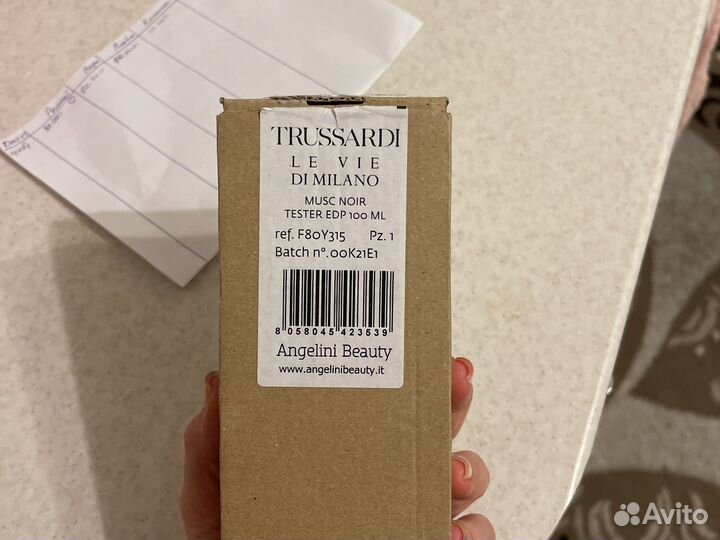 TRUSSARDI
LE VIE
DI MILANO
MUSC NOIR
TESTER EDP 100 ML
ref. F80Y315 Pz. 1
Batch n°.00K21E1
8 058045 423539
Angelini Beauty
www.angelinibeauty.it
Avito